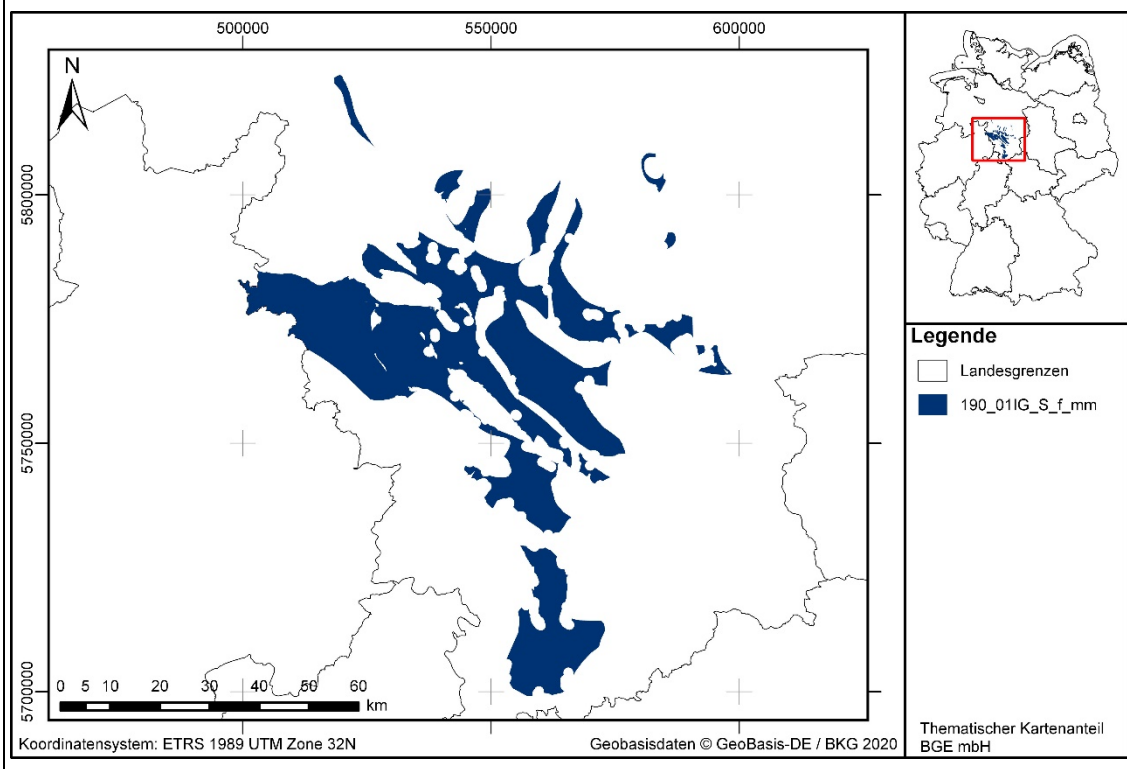 500000
550000
600000
N
5800000
5750000
5700000
0 5 10 20 30 40 50 60
km
Koordinatensystem: ETRS 1989 UTM Zone 32N
Geobasisdaten © GeoBasis-DE / BKG 2020
Legende
Landesgrenzen
190_01IG_S_f_mm
Thematischer Kartenanteil
BGE mbH